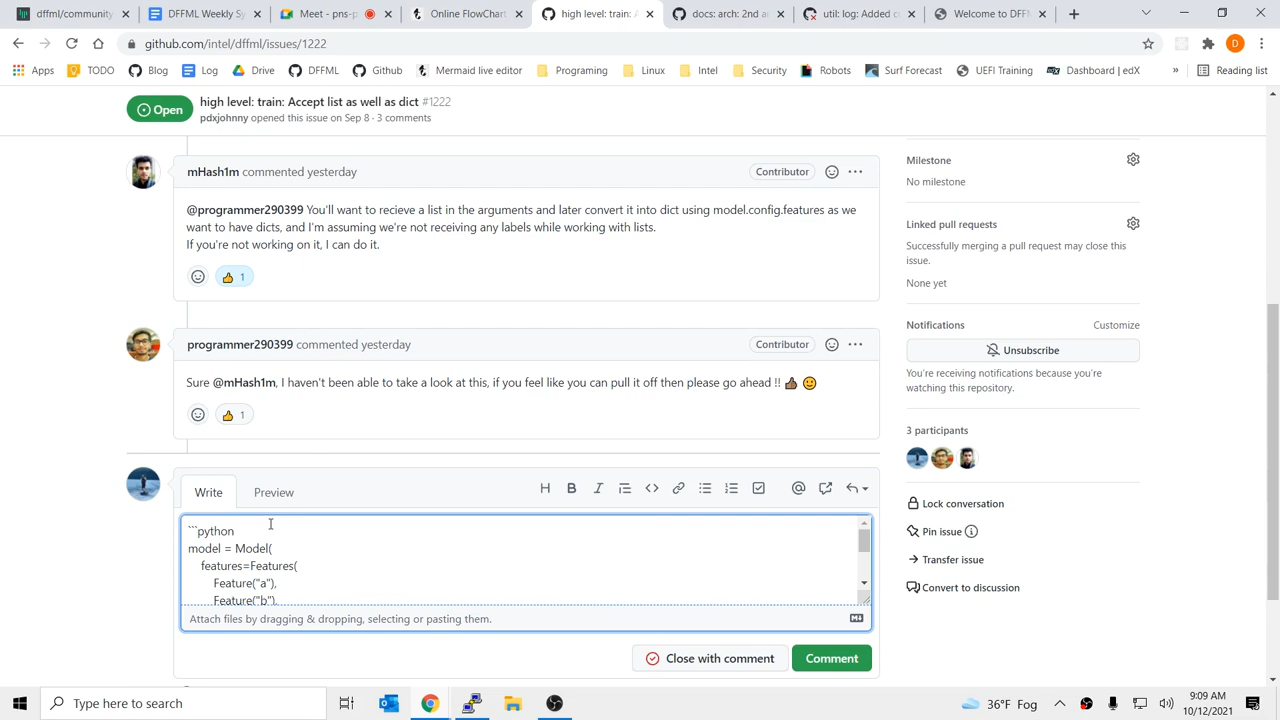 dffml/community
DFFML Weekly Sy
Meet - pns-p
Online FlowChart
high level: train: A
docs: arch: 2nd a
util: log: Added c
Welcome to DFFI
github.com/intel/dffml/issues/1222
D
Apps
TODO
Blog
Log
Drive
DFFML
Github
Mermaid live editor
Programing
Linux
Intel
Security
Robots
Surf Forecast
UEFI Training
Dashboard | edX
»
Reading list
Open
high level: train: Accept list as well as dict #1222
pdxjohnny opened this issue on Sep 8 · 3 comments
mHash1m commented yesterday
Contributor
@programmer290399 You'll want to recieve a list in the arguments and later convert it into dict using model.config.features as we
want to have dicts, and I'm assuming we're not receiving any labels while working with lists.
If you're not working on it, I can do it.
👍 1
programmer290399 commented yesterday
Contributor
Sure @mHash1m, I haven't been able to take a look at this, if you feel like you can pull it off then please go ahead !! 👍🏾 🙂
👍 1
Write
Preview
```python
model = Model(
features=Features(
Feature("a"),
Feature("b"),
Attach files by dragging & dropping, selecting or pasting them.
Close with comment
Comment
Milestone
No milestone
Linked pull requests
Successfully merging a pull request may close this
issue.
None yet
Notifications
Customize
Unsubscribe
You're receiving notifications because you're
watching this repository.
3 participants
Lock conversation
Pin issue
Transfer issue
Convert to discussion
Type here to search
36°F Fog
9:09 AM
10/12/2021